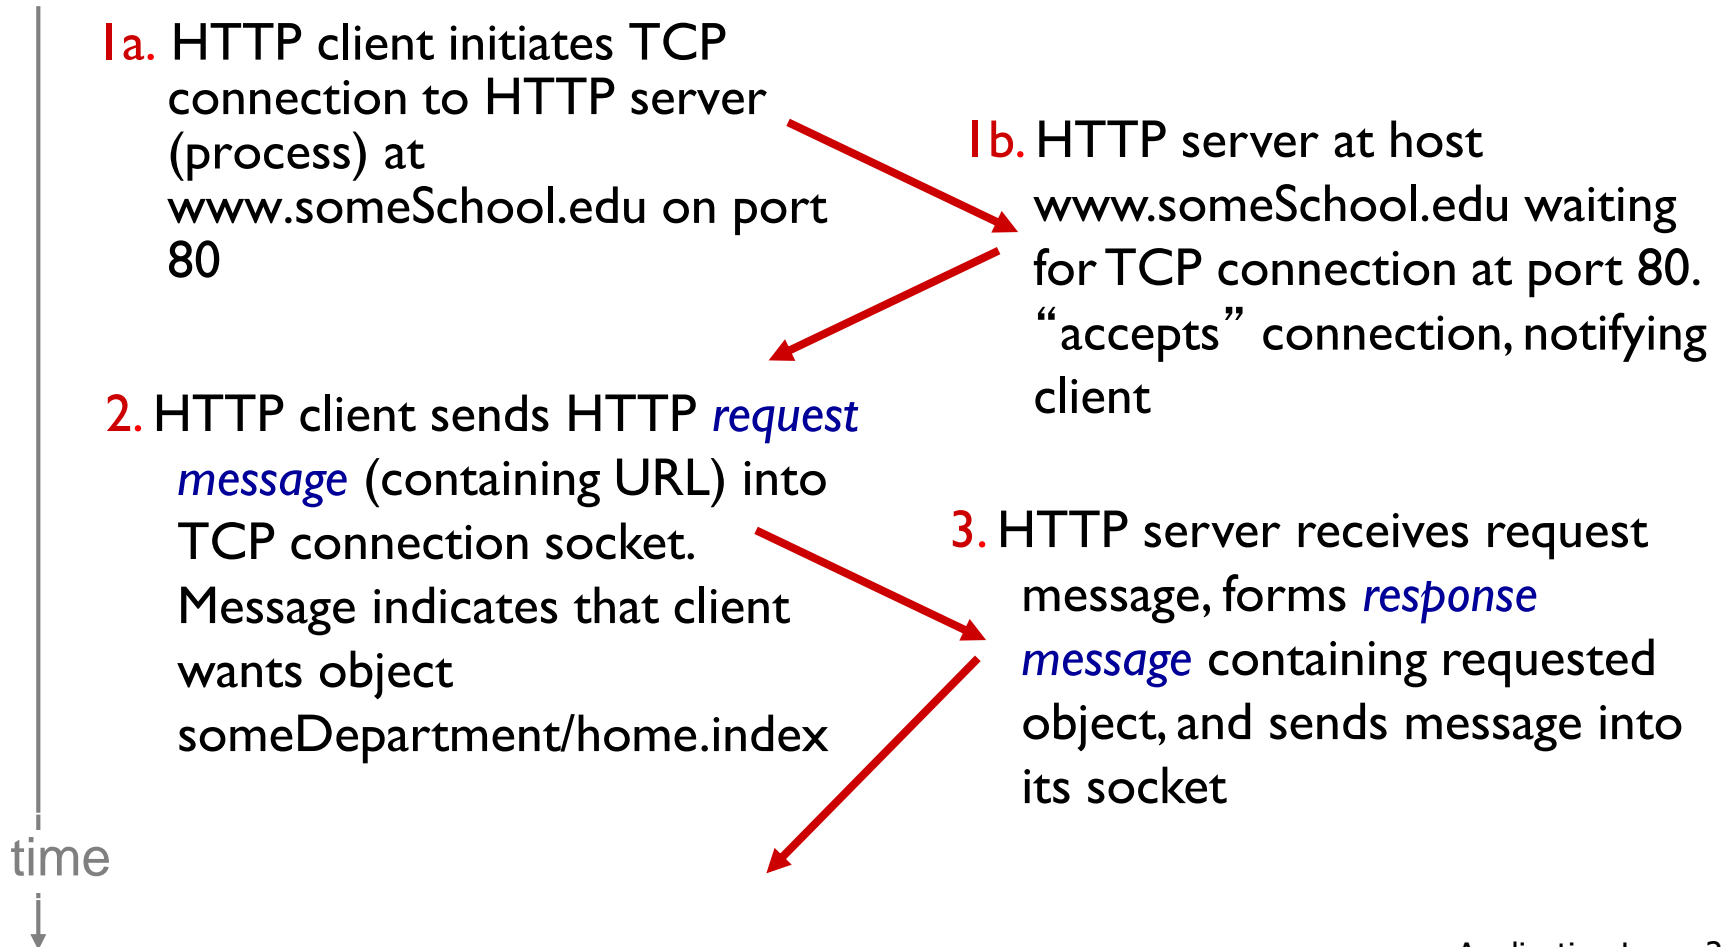 1a. HTTP client initiates TCP
connection to HTTP server
(process) at
www.someSchool.edu on port
80
1b. HTTP server at host
www.someSchool.edu waiting
for TCP connection at port 80.
“accepts” connection, notifying
client
2. HTTP client sends HTTP request
message (containing URL) into
TCP connection socket.
Message indicates that client
wants object
someDepartment/home.index
3. HTTP server receives request
message, forms response
message containing requested
object, and sends message into
its socket
time